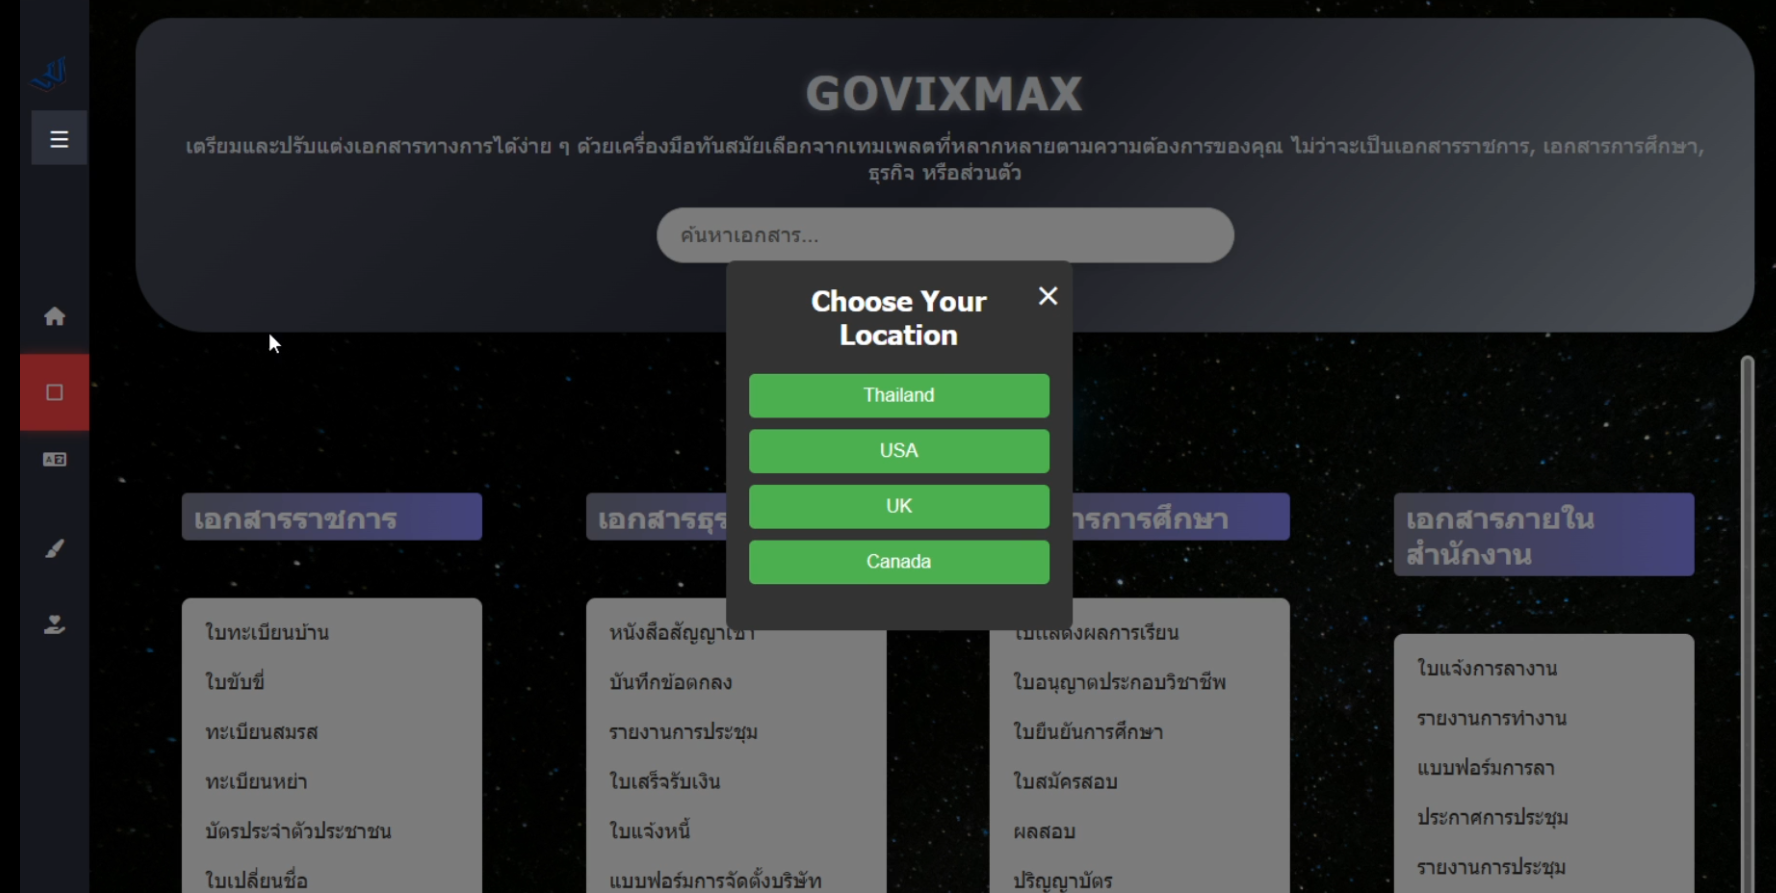 GOVIXMAX
เตรียมและปรับแต่งเอกสารทางการได้ง่าย ๆ ด้วยเครื่องมือทันสมัยเลือกจากเทมเพลตที่หลากหลายตามความต้องการของคุณ ไม่ว่าจะเป็นเอกสารราชการ, เอกสารการศึกษา,
ธุรกิจ หรือส่วนตัว
ค้นหาเอกสาร...
Choose Your
Location
Thailand
USA
UK
Canada
เอกสารราชการ
ใบทะเบียนบ้าน
ใบขับขี่
ทะเบียนสมรส
ทะเบียนหย่า
บัตรประจำตัวประชาชน
ใบเปลี่ยนชื่อ
เอกสารธุร
หนังสือสัญญาเช่า
บันทึกข้อตกลง
รายงานการประชุม
ใบเสร็จรับเงิน
ใบแจ้งหนี้
แบบฟอร์มการจัดตั้งบริษัท
ารการศึกษา
ใบแสดงผลการเรียน
ใบอนุญาตประกอบวิชาชีพ
ใบยืนยันการศึกษา
ใบสมัครสอบ
ผลสอบ
ปริญญาบัตร
เอกสารภายใน
สำนักงาน
ใบแจ้งการลางาน
รายงานการทำงาน
แบบฟอร์มการลา
ประกาศการประชุม
รายงานการประชุม